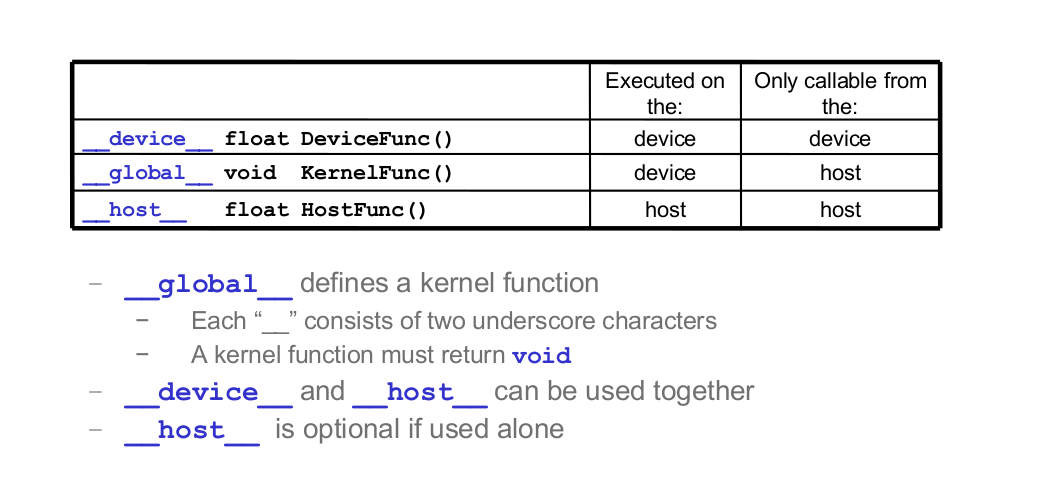 Executed on the: Only callable from the:
__device__ float DeviceFunc() device device
__global__ void KernelFunc() device host
__host__ float HostFunc() host host
– __global__ defines a kernel function
– Each “__” consists of two underscore characters
– A kernel function must return void
– __device__ and __host__ can be used together
– __host__ is optional if used alone